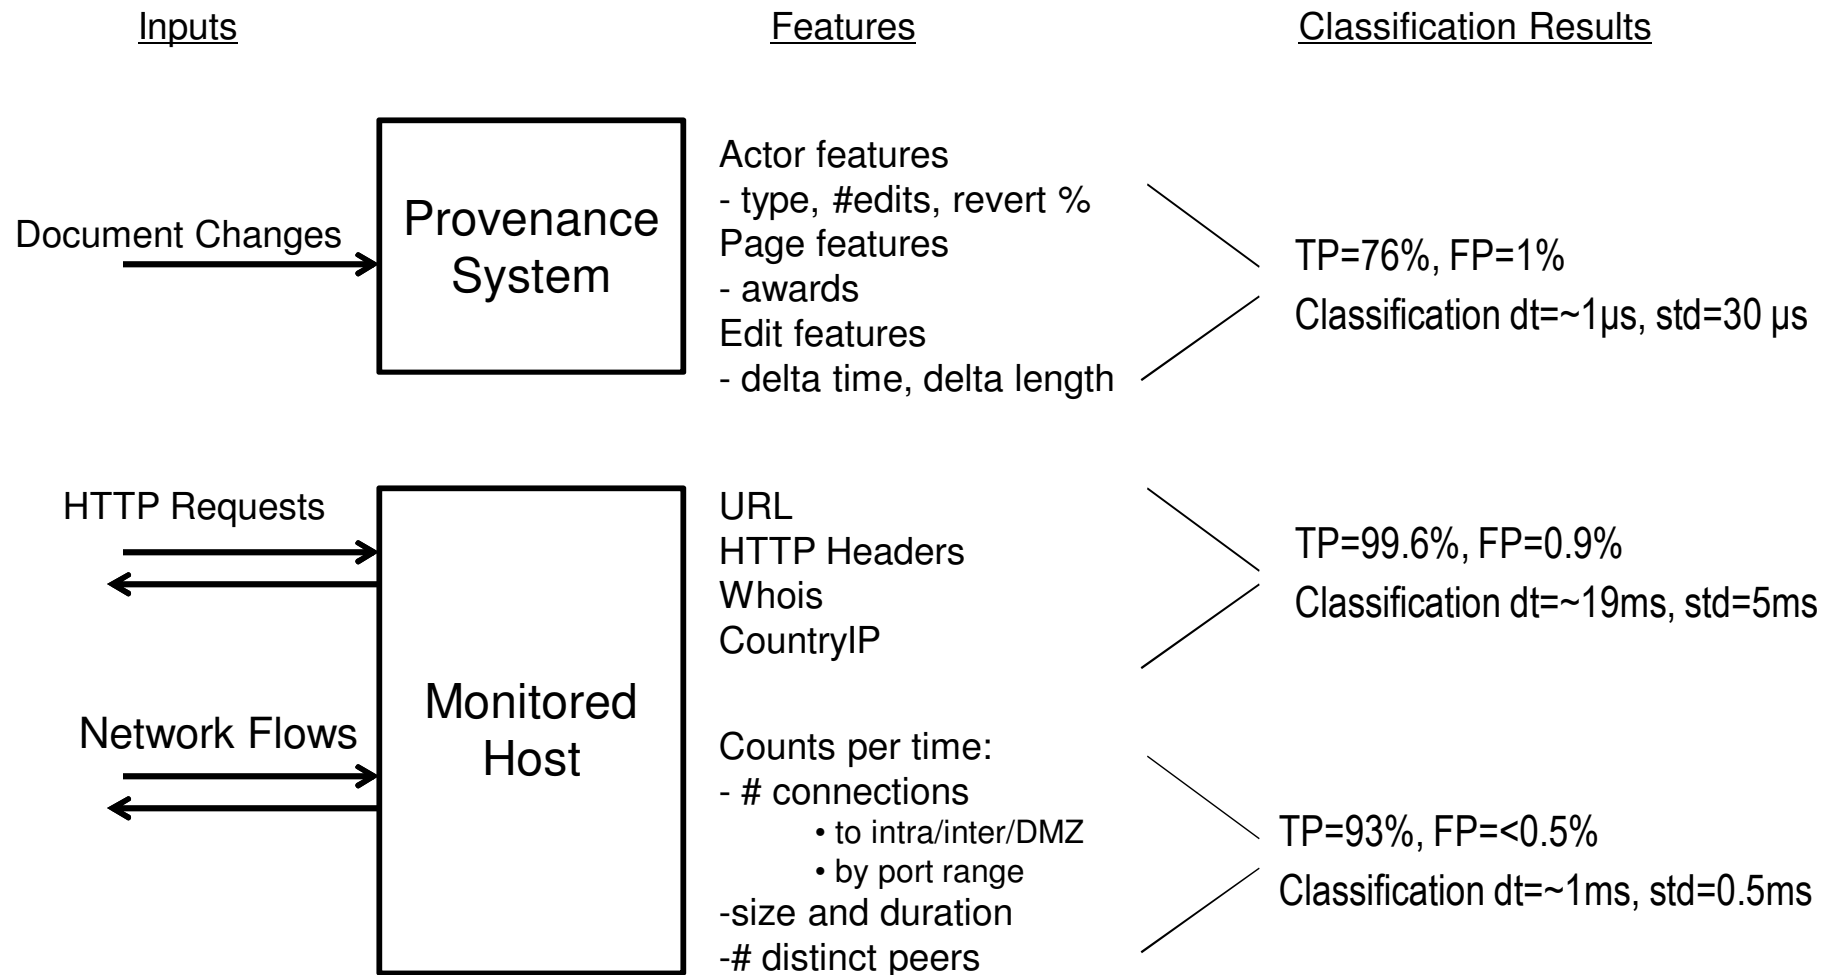 Inputs
Features
Classification Results
Document Changes
Provenance
System
Actor features
- type, #edits, revert %
Page features
- awards
Edit features
- delta time, delta length
TP=76%, FP=1%
Classification dt=~1µs, std=30 µs
HTTP Requests
Network Flows
Monitored
Host
URL
HTTP Headers
Whois
CountryIP
TP=99.6%, FP=0.9%
Classification dt=~19ms, std=5ms
Counts per time:
- # connections
• to intra/inter/DMZ
• by port range
-size and duration
-# distinct peers
TP=93%, FP=<0.5%
Classification dt=~1ms, std=0.5ms